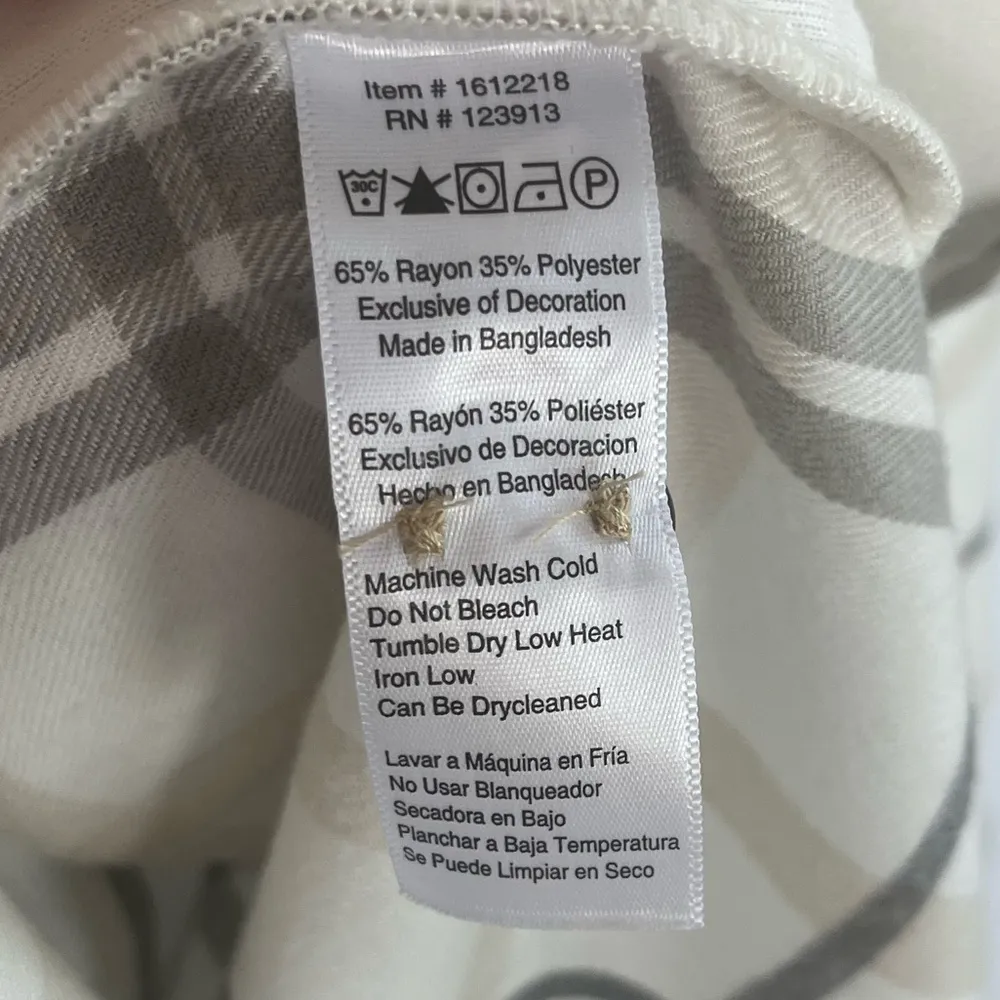 Item # 1612218
RN # 123913
30C P
65% Rayon 35% Polyester
Exclusive of Decoration
Made in Bangladesh
65% Rayón 35% Poliéster
Exclusivo de Decoracion
Hecho en Bangladesh
Machine Wash Cold
Do Not Bleach
Tumble Dry Low Heat
Iron Low
Can Be Drycleaned
Lavar a Máquina en Fría
No Usar Blanqueador
Secadora en Bajo
Planchar a Baja Temperatura
Se Puede Limpiar en Seco